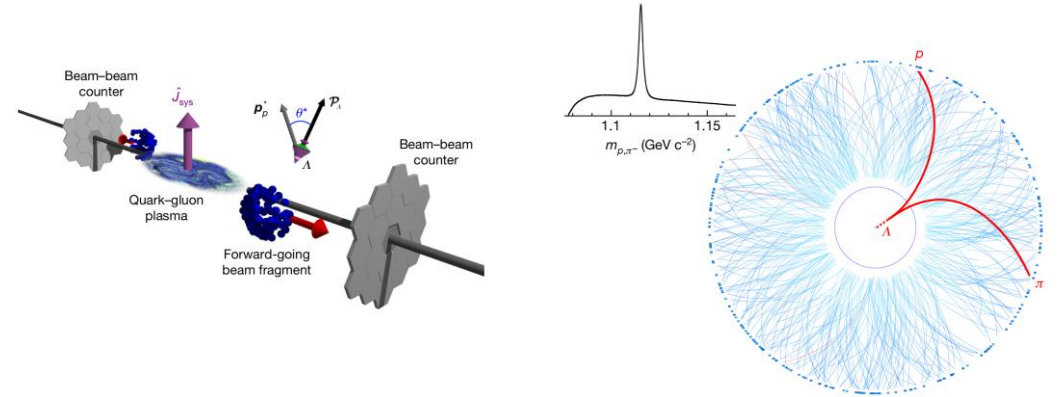 Beam–beam
counter
Ĵsys
p*p
θ*
𝒫Λ
Λ
Beam–beam
counter
Quark–gluon
plasma
Forward-going
beam fragment
1.1
1.15
mp,π− (GeV c−2)
p
Λ
π